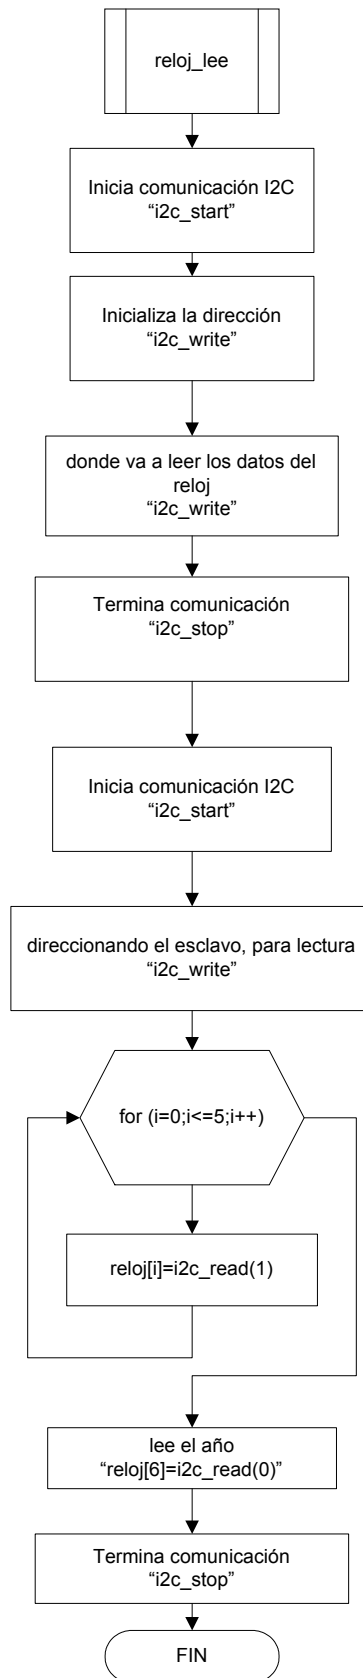 reloj_lee
Inicia comunicación I2C
“i2c_start”
Inicializa la dirección
“i2c_write”
donde va a leer los datos del
reloj
“i2c_write”
Termina comunicación
“i2c_stop”
Inicia comunicación I2C
“i2c_start”
direccionando el esclavo, para lectura
“i2c_write”
for (i=0;i<=5;i++)
reloj[i]=i2c_read(1)
lee el año
“reloj[6]=i2c_read(0)”
Termina comunicación
“i2c_stop”
FIN